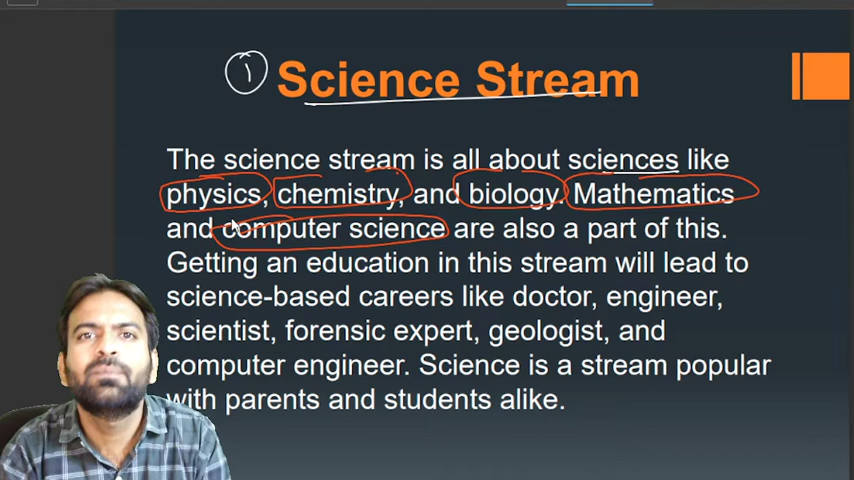 १ Science Stream
The science stream is all about sciences like
physics, chemistry, and biology. Mathematics
and computer science are also a part of this.
Getting an education in this stream will lead to
science-based careers like doctor, engineer,
scientist, forensic expert, geologist, and
computer engineer. Science is a stream popular
with parents and students alike.